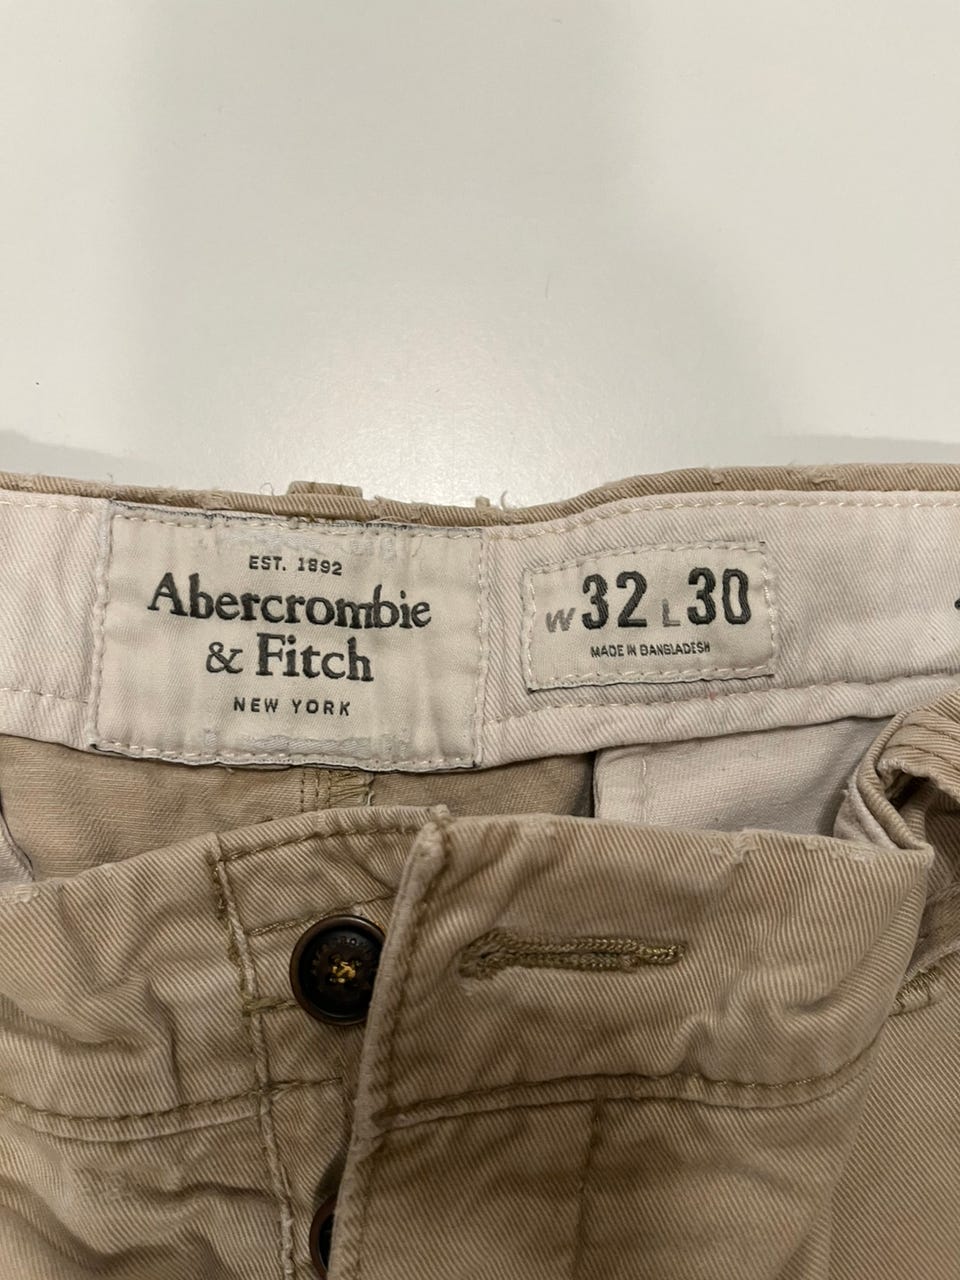 EST. 1892
Abercrombie
& Fitch
NEW YORK
W 32 L 30
MADE IN BANGLADESH